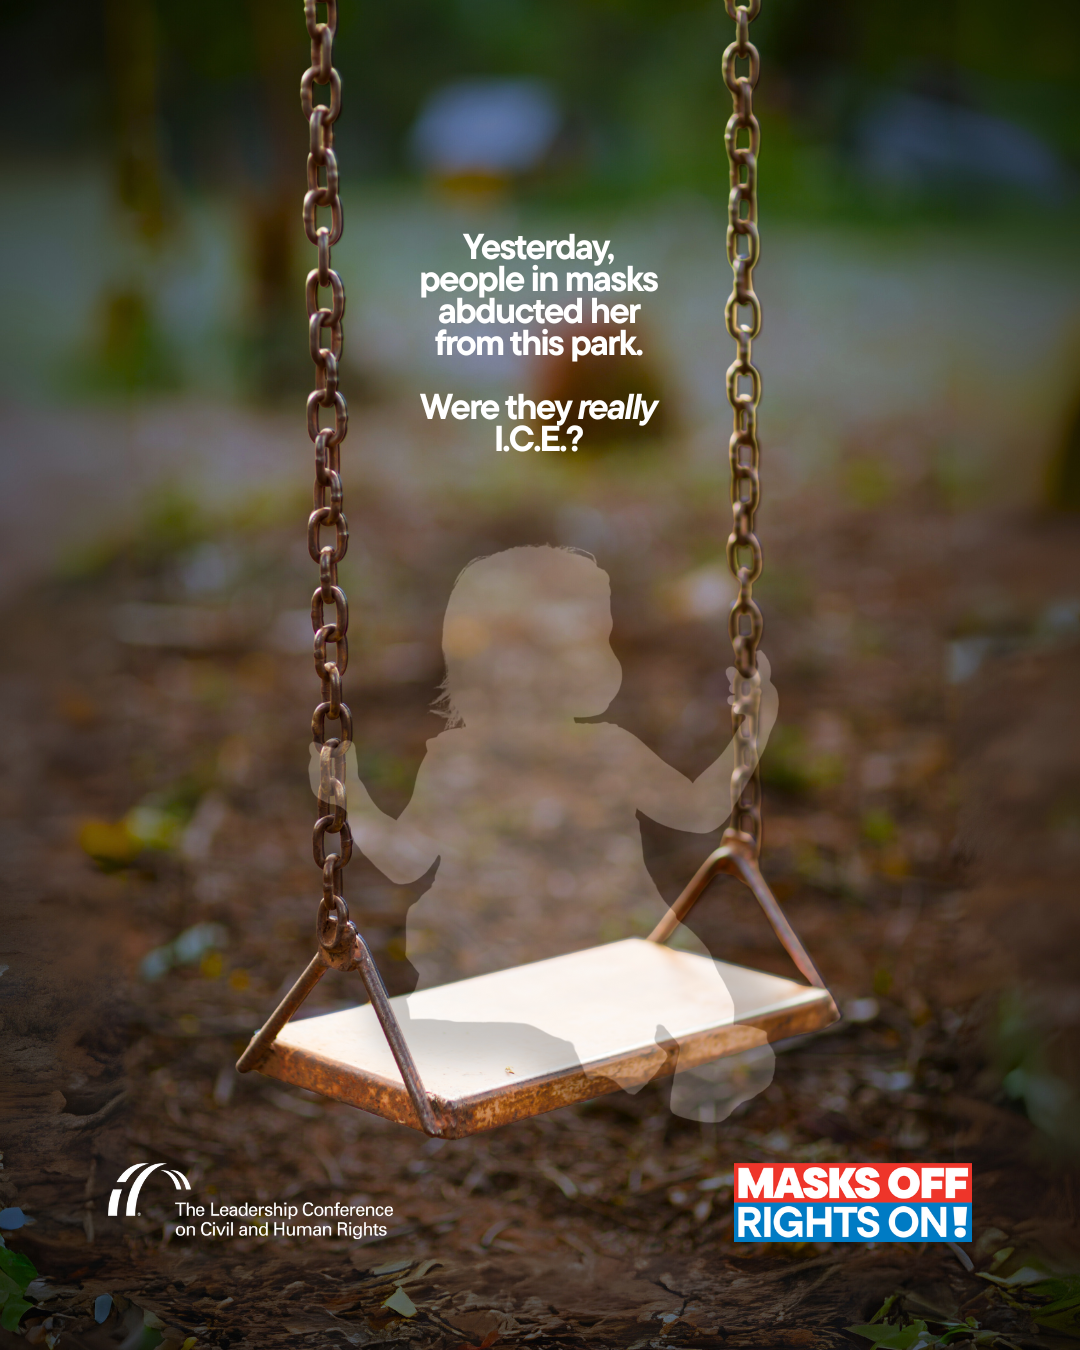 Yesterday,
people in masks
abducted her
from this park.
Were they really
I.C.E.?
The Leadership Conference
on Civil and Human Rights
MASKS OFF
RIGHTS ON!